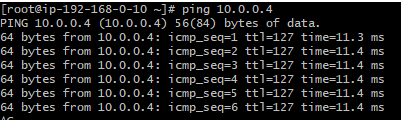 [root@ip-192-168-0-10 ~]# ping 10.0.0.4
PING 10.0.0.4 (10.0.0.4) 56(84) bytes of data.
64 bytes from 10.0.0.4: icmp_seq=1 ttl=127 time=11.3 ms
64 bytes from 10.0.0.4: icmp_seq=2 ttl=127 time=11.4 ms
64 bytes from 10.0.0.4: icmp_seq=3 ttl=127 time=11.4 ms
64 bytes from 10.0.0.4: icmp_seq=4 ttl=127 time=11.4 ms
64 bytes from 10.0.0.4: icmp_seq=5 ttl=127 time=11.4 ms
64 bytes from 10.0.0.4: icmp_seq=6 ttl=127 time=11.4 ms